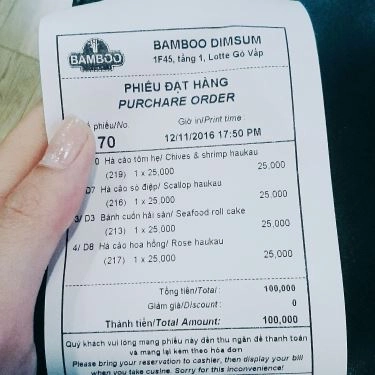 BAMBOO
BAMBOO DIMSUM
1F45, tầng 1, Lotte Gò Vấp
PHIẾU ĐẶT HÀNG
PURCHARE ORDER
phiếu/No.
Giờ in/Print time
70
12/11/2016 17:50 PM
0 Há cảo tôm hẹ/ Chives & shrimp haukau
(219) 1 x 25,000 25,000
D7 Há cảo sò điệp/ Scallop haukau
(216) 1 x 25,000 25,000
3/ D3 Bánh cuốn hải sản/ Seafood roll cake
(213) 1 x 25,000 25,000
4/ D8 Há cảo hoa hồng/ Rose haukau
(217) 1 x 25,000 25,000
Tổng tiền/Total : 100,000
Giảm giá/Discount : 0
Thành tiền/Total Amount: 100,000
Quý khách vui lòng mang phiếu này đến thu ngân để thanh toán
và mang lại kèm theo hóa đơn
Please bring your reservation to cashier, then display your bill
when you take cusine. Sorry for this inconvenience!